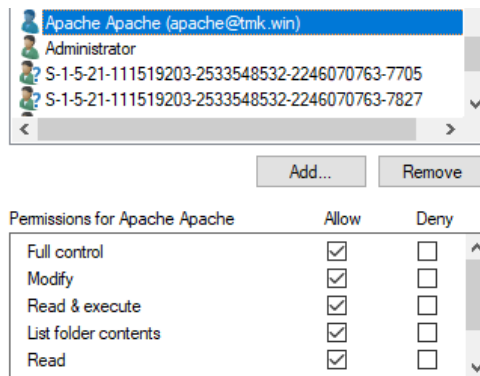 Apache Apache (apache@tmk.win)
Administrator
S-1-5-21-111519203-2533548532-2246070763-7705
S-1-5-21-111519203-2533548532-2246070763-7827
Add... Remove
Permissions for Apache Apache Allow Deny
Full control
Modify
Read & execute
List folder contents
Read